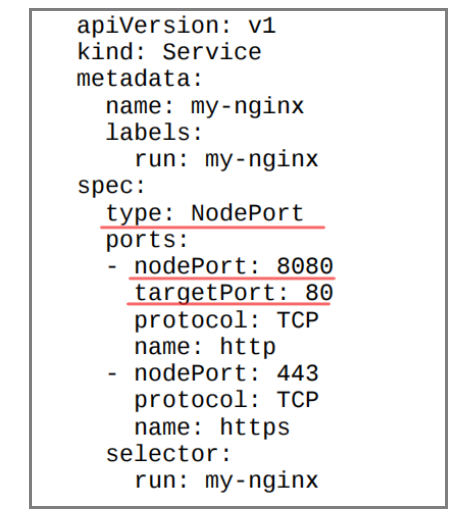 apiVersion: v1
kind: Service
metadata:
  name: my-nginx
  labels:
    run: my-nginx
spec:
  type: NodePort
  ports:
  - nodePort: 8080
    targetPort: 80
    protocol: TCP
    name: http
  - nodePort: 443
    protocol: TCP
    name: https
  selector:
    run: my-nginx